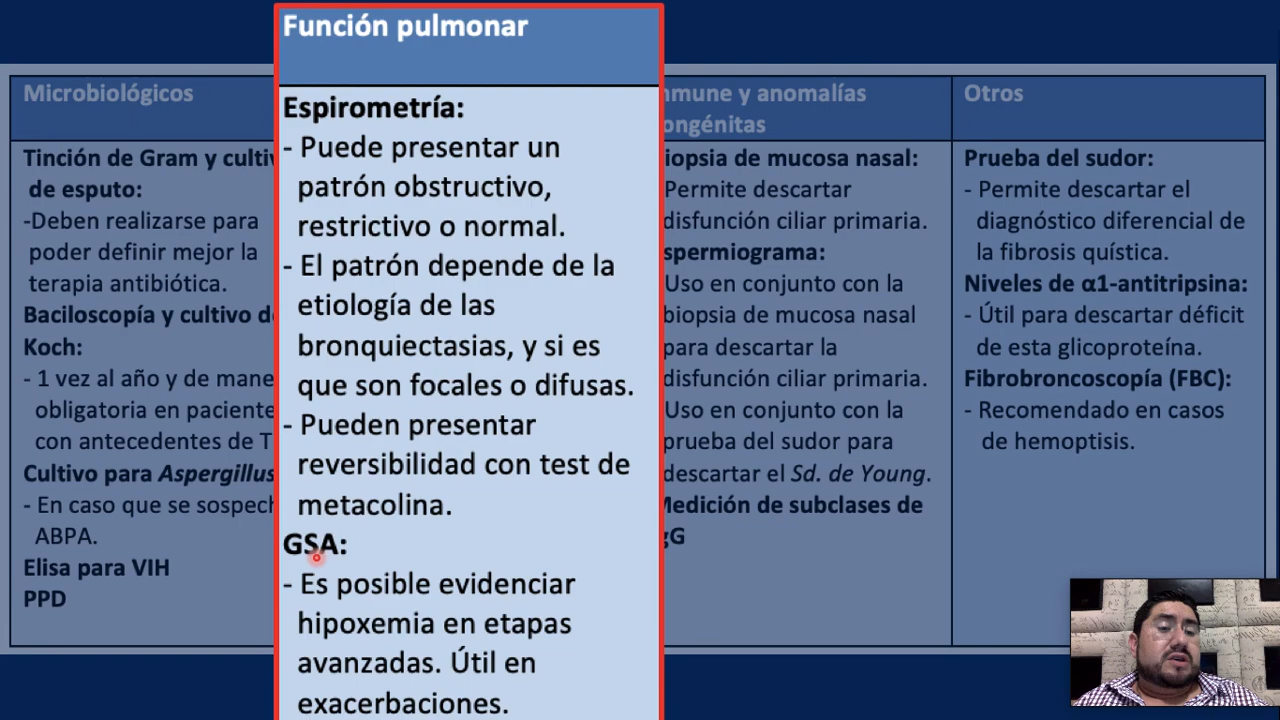 Función pulmonar
Espirometría:
- Puede presentar un
patrón obstructivo,
restrictivo o normal.
- El patrón depende de la
etiología de las
bronquiectasias, y si es
que son focales o difusas.
- Pueden presentar
reversibilidad con test de
metacolina.
GSA:
- Es posible evidenciar
hipoxemia en etapas
avanzadas. Útil en
exacerbaciones.
Microbiológicos
Tinción de Gram y cultiv
de esputo:
-Deben realizarse para
poder definir mejor la
terapia antibiótica.
Baciloscopía y cultivo d
Koch:
- 1 vez al año y de mane
obligatoria en paciente
con antecedentes de T
Cultivo para Aspergillus
- En caso que se sospech
ABPA.
Elisa para VIH
PPD
nmune y anomalías
ongénitas
iopsia de mucosa nasal:
Permite descartar
disfunción ciliar primaria.
spermiograma:
Uso en conjunto con la
biopsia de mucosa nasal
para descartar la
disfunción ciliar primaria.
Uso en conjunto con la
prueba del sudor para
descartar el Sd. de Young.
Medición de subclases de
gG
Otros
Prueba del sudor:
- Permite descartar el
diagnóstico diferencial de
la fibrosis quística.
Niveles de α1-antitripsina:
- Útil para descartar déficit
de esta glicoproteína.
Fibrobroncoscopía (FBC):
- Recomendado en casos
de hemoptisis.